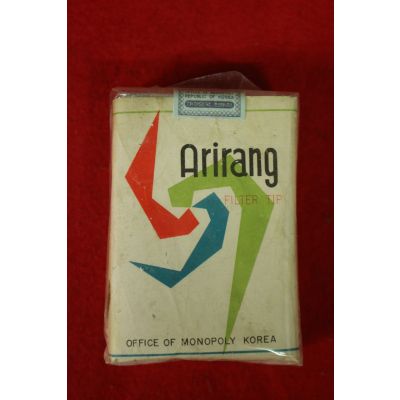 REPUBLIC OF KOREA
Arirang
FILTER TIP
OFFICE OF MONOPOLY KOREA